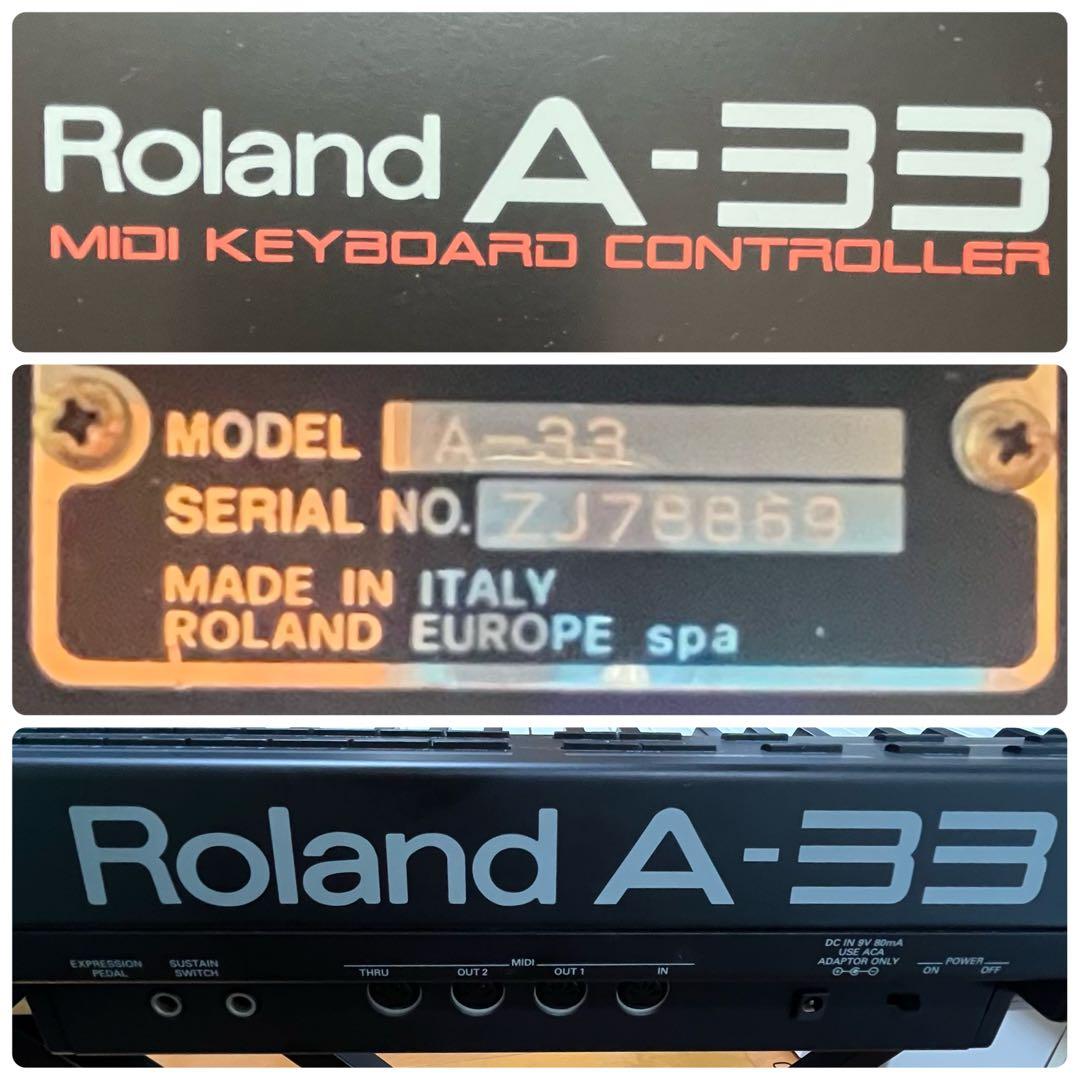 Roland A-33
MIDI KEYBOARD CONTROLLER
MODEL A-33
SERIAL NO. ZJ78869
MADE IN ITALY
ROLAND EUROPE spa
Roland A-33
EXPRESSION PEDAL
SUSTAIN SWITCH
MIDI
THRU OUT 2 OUT 1 IN
DC IN 9V 80mA
USE ACA
ADAPTOR ONLY
POWER
ON OFF